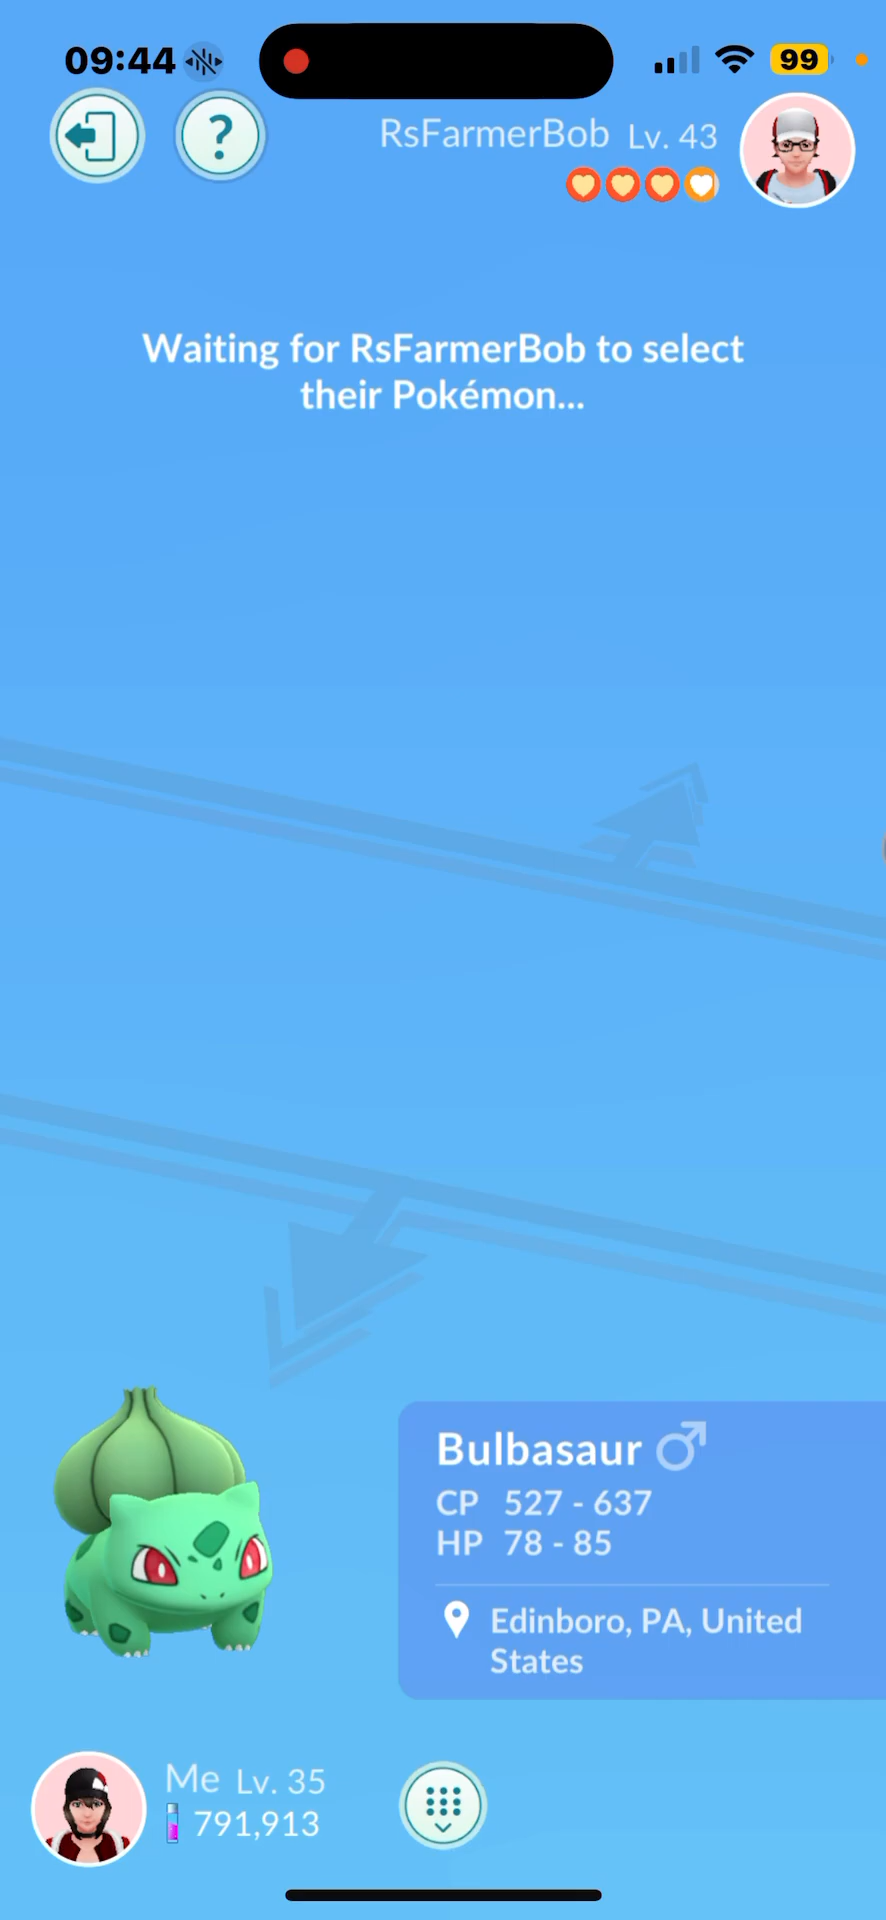 09:44
99
?
RsFarmerBob Lv. 43
Waiting for RsFarmerBob to select
their Pokémon...
Bulbasaur ♂
CP 527 - 637
HP 78 - 85
Edinboro, PA, United
States
Me Lv. 35
791,913